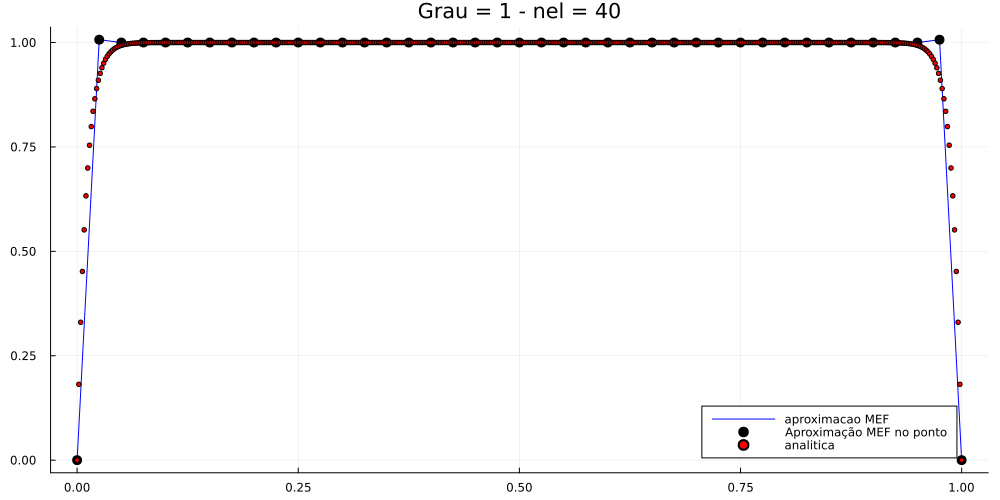 Grau = 1 - nel = 40
1.00
0.75
0.50
0.25
0.00
aproximacao MEF
Aproximação MEF no ponto
analitica
0.00 0.25 0.50 0.75 1.00